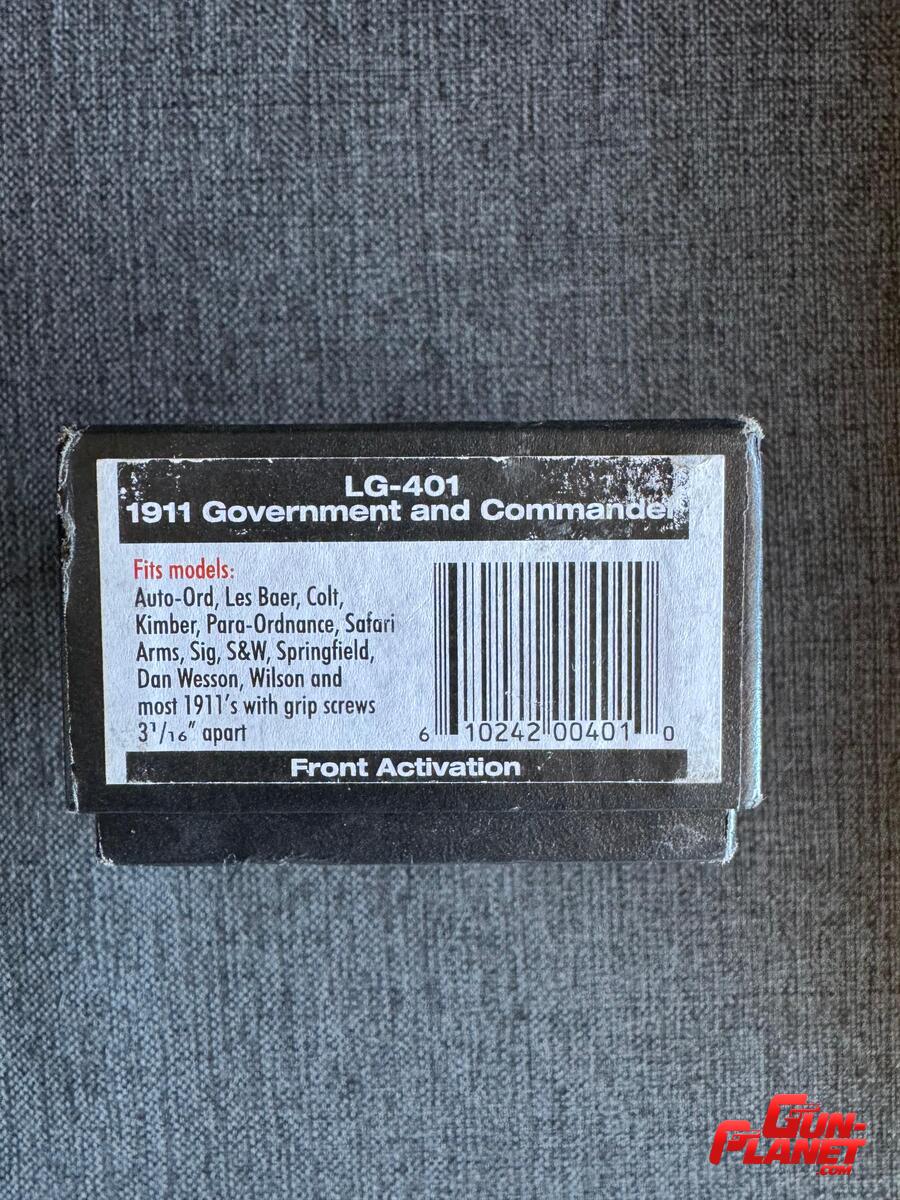 LG-401
1911 Government and Commander
Fits models:
Auto-Ord, Les Baer, Colt,
Kimber, Para-Ordnance, Safari
Arms, Sig, S&W, Springfield,
Dan Wesson, Wilson and
most 1911's with grip screws
3 1/16" apart
6 10242 00401 0
Front Activation
GUN-
PLANET
.COM